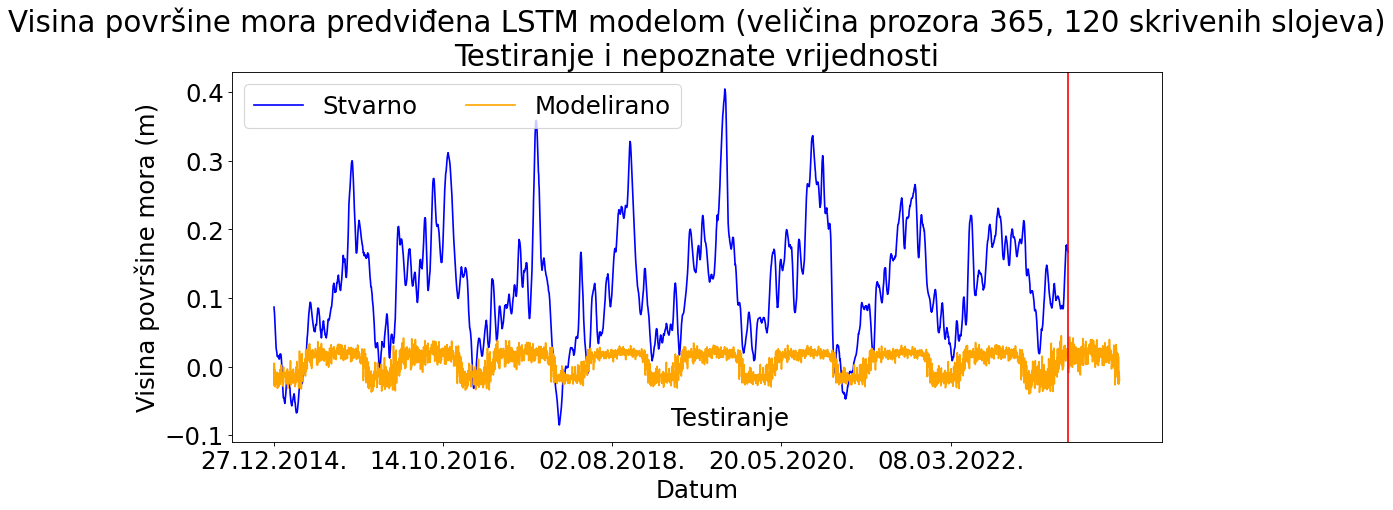 Visina površine mora predviđena LSTM modelom (veličina prozora 365, 120 skrivenih slojeva)
Testiranje i nepoznate vrijednosti
Stvarno
Modelirano
Visina površine mora (m)
0.4
0.3
0.2
0.1
0.0
−0.1
Testiranje
27.12.2014.
14.10.2016.
02.08.2018.
20.05.2020.
08.03.2022.
Datum